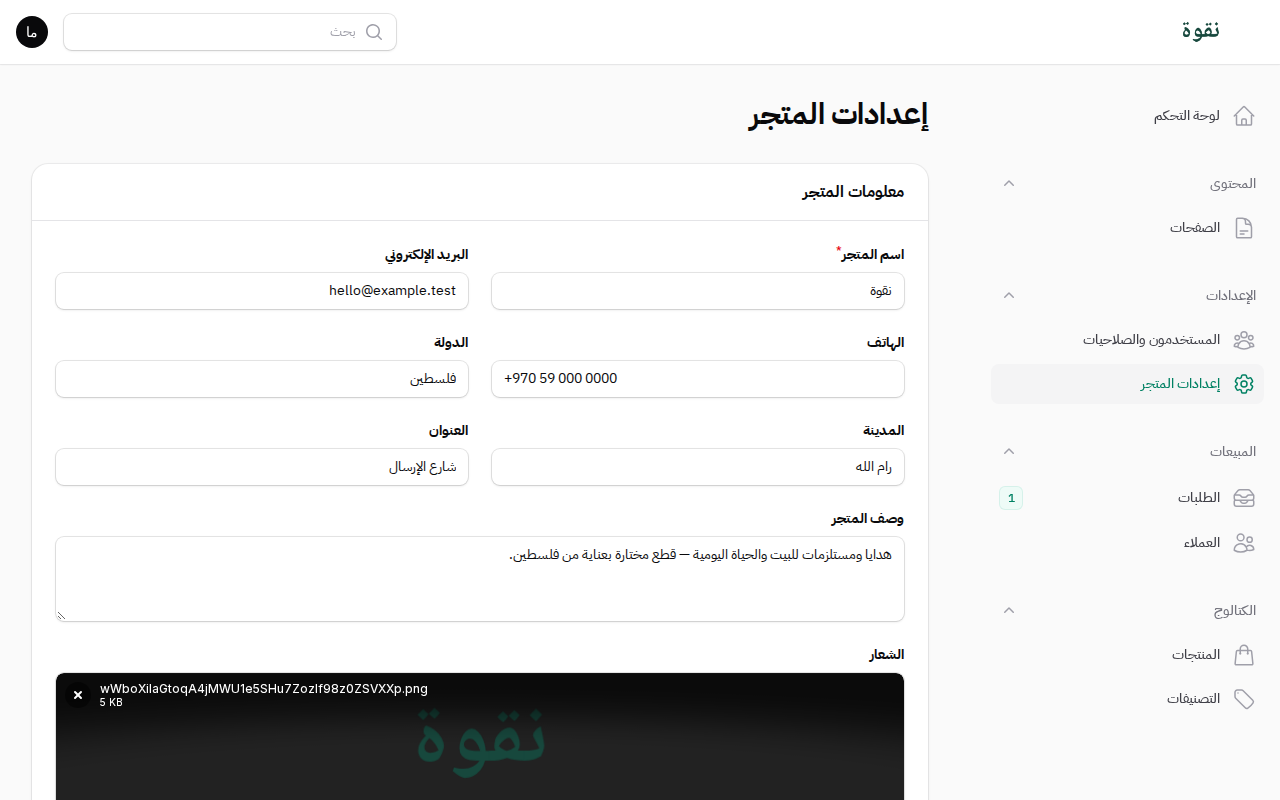 نقوة
بحث
ما
لوحة التحكم
المحتوى
الصفحات
الإعدادات
المستخدمون والصلاحيات
إعدادات المتجر
المبيعات
الطلبات
1
العملاء
الكتالوج
المنتجات
التصنيفات
إعدادات المتجر
معلومات المتجر
اسم المتجر*
نقوة
البريد الإلكتروني
hello@example.test
الهاتف
+970 59 000 0000
الدولة
فلسطين
المدينة
رام الله
العنوان
شارع الإرسال
وصف المتجر
هدايا ومستلزمات للبيت والحياة اليومية — قطع مختارة بعناية من فلسطين.
الشعار
wWboXilaGtoqA4jMWU1e5SHu7Zozlf98z0ZSVXXp.png
5 KB
نقوة